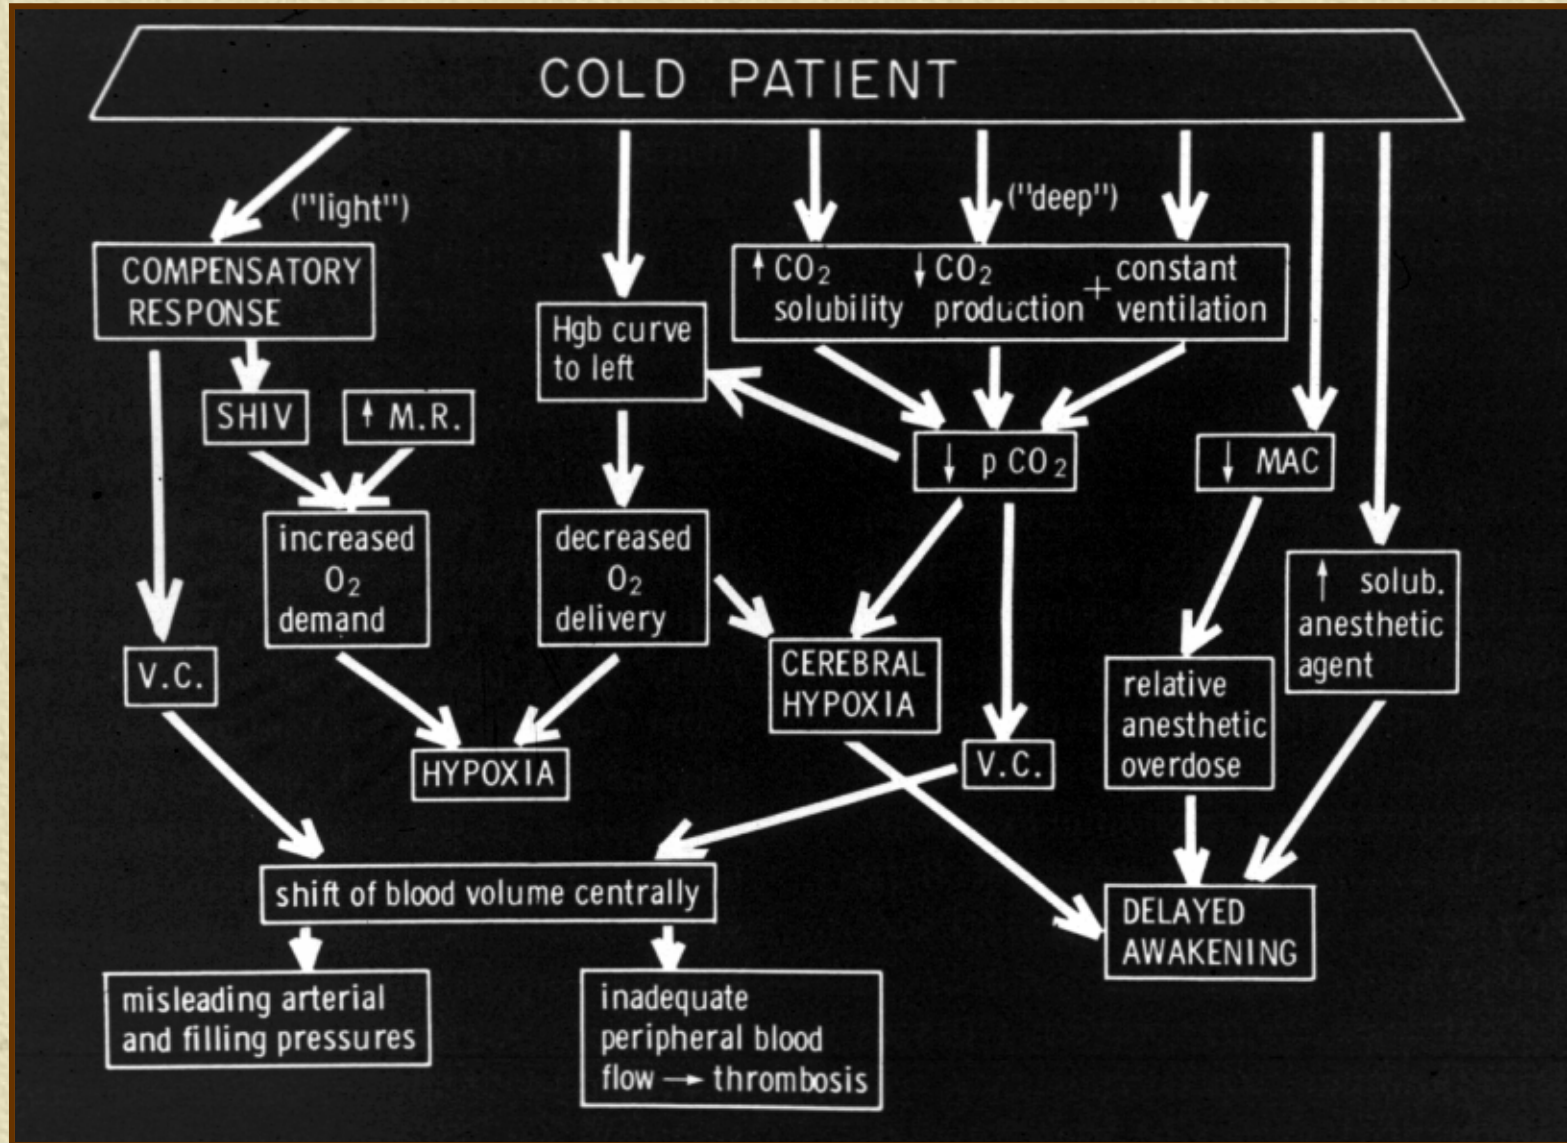 COLD PATIENT
("light")
("deep")
COMPENSATORY
RESPONSE
↑ CO₂
solubility
↓ CO₂
production
+
constant
ventilation
Hgb curve
to left
SHIV
↑ M.R.
↓ p CO₂
↓ MAC
increased
O₂
demand
decreased
O₂
delivery
↑ solub.
anesthetic
agent
V.C.
CEREBRAL
HYPOXIA
relative
anesthetic
overdose
HYPOXIA
V.C.
shift of blood volume centrally
DELAYED
AWAKENING
misleading arterial
and filling pressures
inadequate
peripheral blood
flow → thrombosis